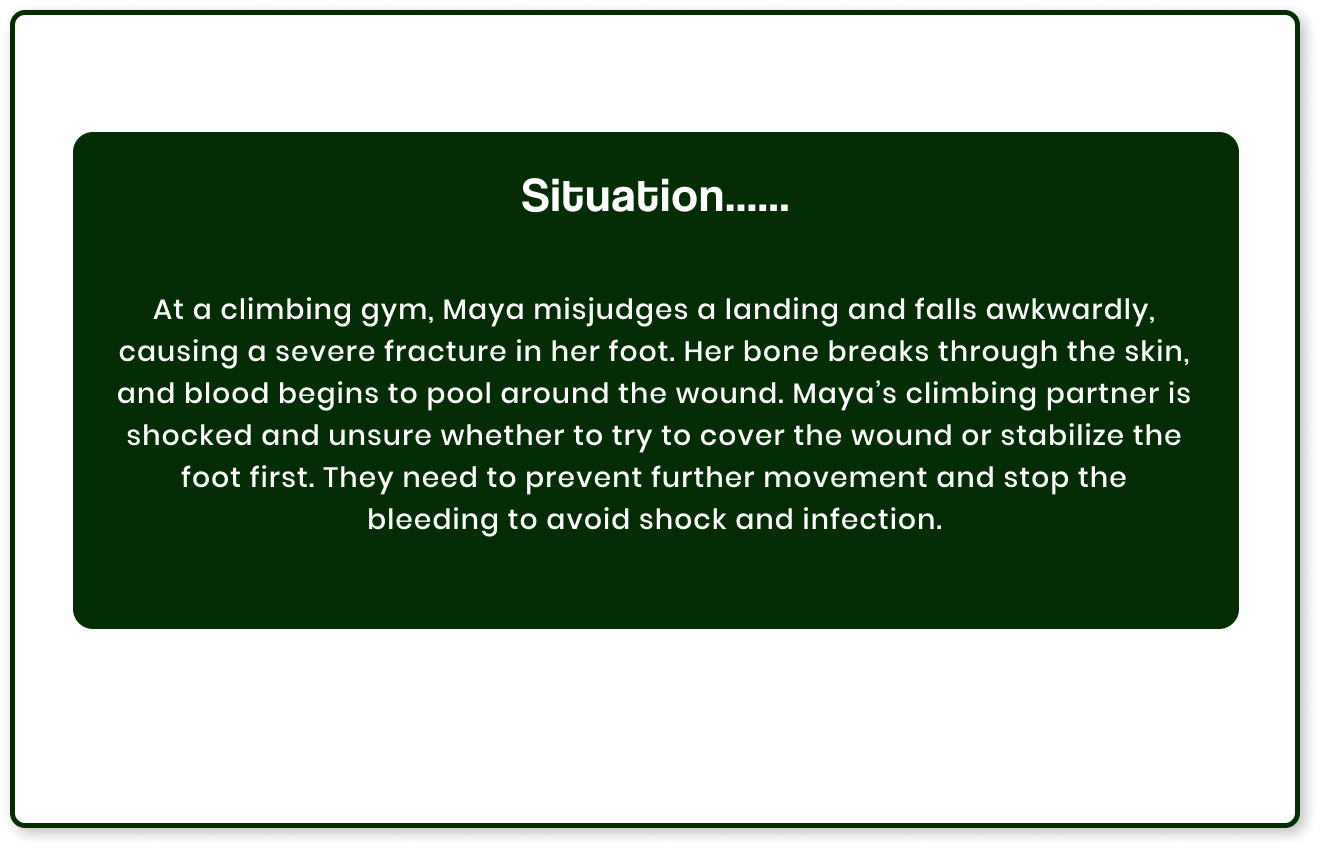 Situation......
At a climbing gym, Maya misjudges a landing and falls awkwardly,
causing a severe fracture in her foot. Her bone breaks through the skin,
and blood begins to pool around the wound. Maya’s climbing partner is
shocked and unsure whether to try to cover the wound or stabilize the
foot first. They need to prevent further movement and stop the
bleeding to avoid shock and infection.